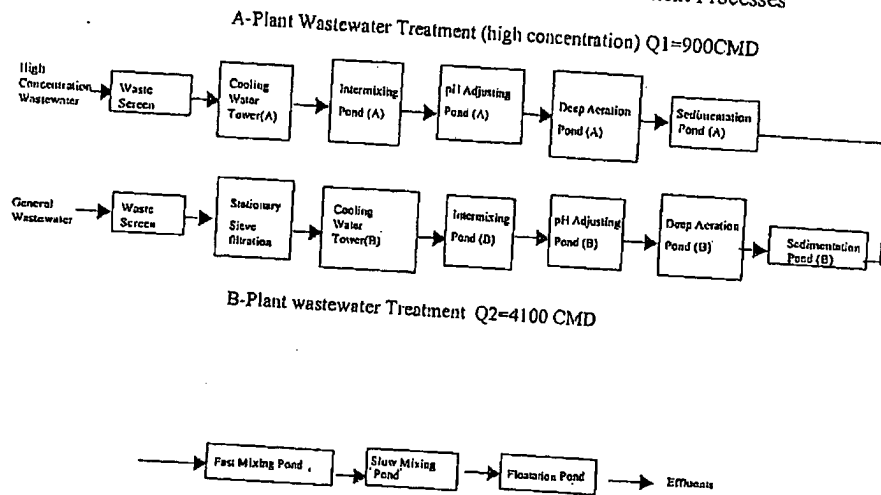 Processes
A-Plant Wastewater Treatment (high concentration) Q1=900CMD
High
Concentration
Wastewater
Waste
Screen
Cooling
Water
Tower(A)
Intermixing
Pond (A)
pH Adjusting
Pond (A)
Deep Aeration
Pond (A)
Sedimentation
Pond (A)
General
Wastewater
Waste
Screen
Stationary
Sieve
filtration
Cooling
Water
Tower(B)
Intermixing
Pond (B)
pH Adjusting
Pond (B)
Deep Aeration
Pond (B)
Sedimentation
Pond (B)
B-Plant wastewater Treatment Q2=4100 CMD
Fast Mixing Pond
Slow Mixing
Pond
Floatation Pond
Effluents